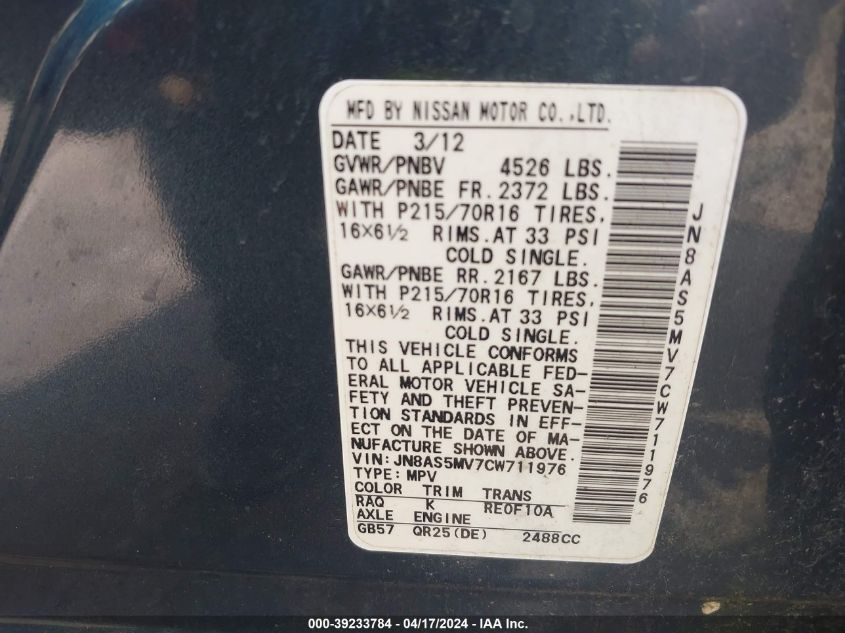 MFD BY NISSAN MOTOR CO.,LTD.
DATE 3/12
GVWR/PNBV 4526 LBS.
GAWR/PNBE FR. 2372 LBS.
WITH P215/70R16 TIRES,
16×6½ RIMS.AT 33 PSI
COLD SINGLE.
GAWR/PNBE RR. 2167 LBS.
WITH P215/70R16 TIRES,
16×6½ RIMS.AT 33 PSI
COLD SINGLE.
THIS VEHICLE CONFORMS
TO ALL APPLICABLE FED-
ERAL MOTOR VEHICLE SA-
FETY AND THEFT PREVEN-
TION STANDARDS IN EFF-
ECT ON THE DATE OF MA-
NUFACTURE SHOWN ABOVE.
VIN:JN8AS5MV7CW711976
TYPE:MPV
COLOR TRIM TRANS
RAQ K RE0F10A
AXLE ENGINE
GB57 QR25(DE) 2488CC
JN8AS5MV7CW711976
000-39233784 - 04/17/2024 - IAA Inc.